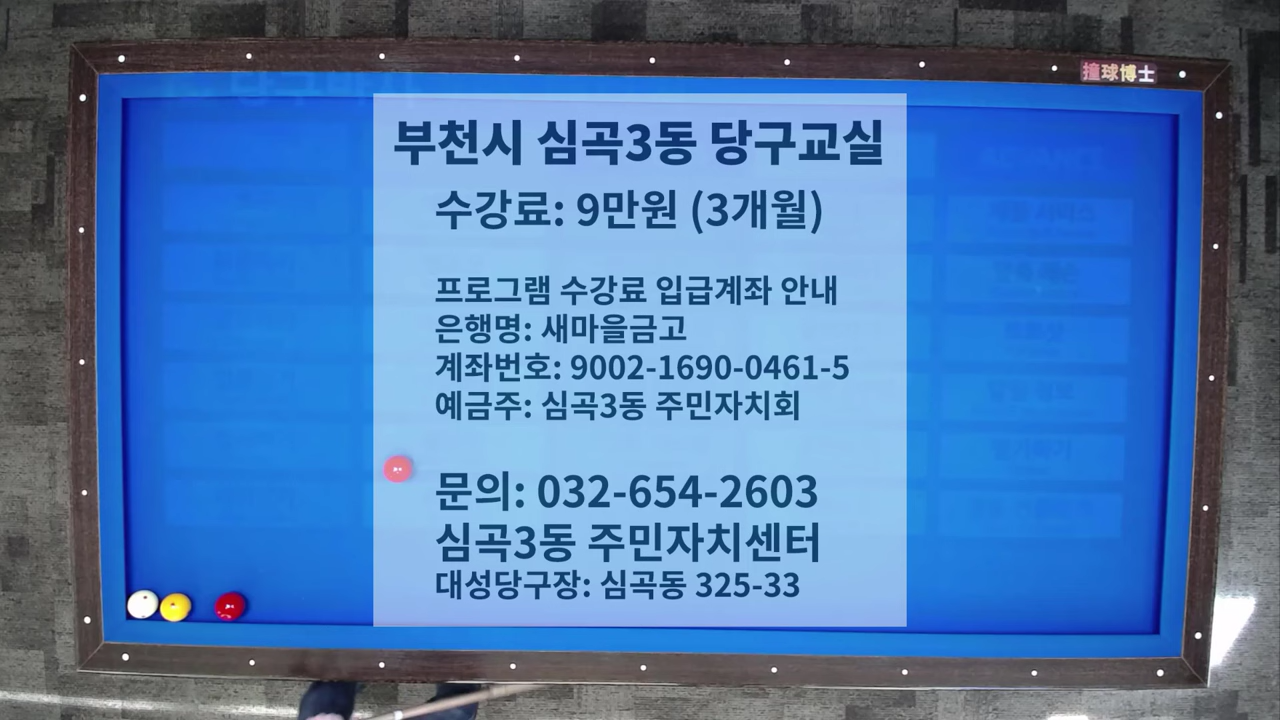 撞球博士
부천시 심곡3동 당구교실
수강료: 9만원 (3개월)
프로그램 수강료 입급계좌 안내
은행명: 새마을금고
계좌번호: 9002-1690-0461-5
예금주: 심곡3동 주민자치회
문의: 032-654-2603
심곡3동 주민자치센터
대성당구장: 심곡동 325-33